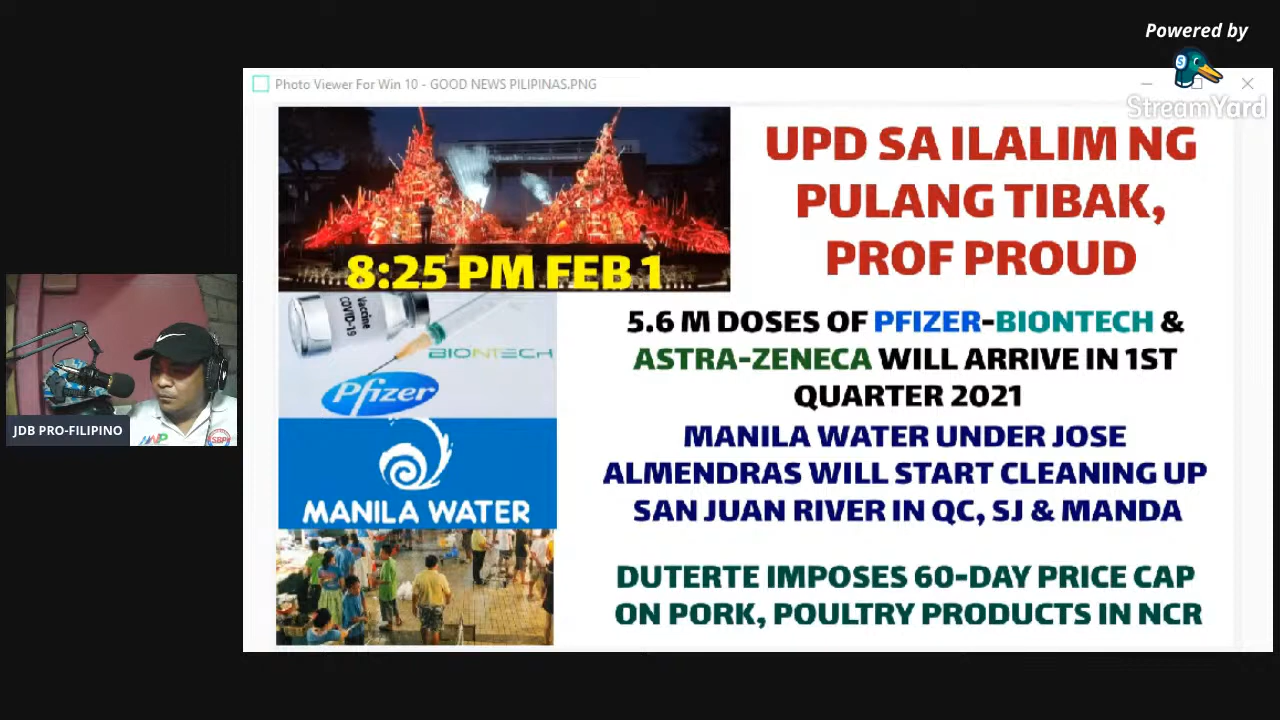 Powered by
StreamYard
Photo Viewer For Win 10 - GOOD NEWS PILIPINAS.PNG
UPD SA ILALIM NG
PULANG TIBAK,
PROF PROUD
8:25 PM FEB 1
Vaccine
COVID-19
BIONTECH
Pfizer
5.6 M DOSES OF PFIZER-BIONTECH &
ASTRA-ZENECA WILL ARRIVE IN 1ST
QUARTER 2021
MANILA WATER
MANILA WATER UNDER JOSE
ALMENDRAS WILL START CLEANING UP
SAN JUAN RIVER IN QC, SJ & MANDA
DUTERTE IMPOSES 60-DAY PRICE CAP
ON PORK, POULTRY PRODUCTS IN NCR
JDB PRO-FILIPINO